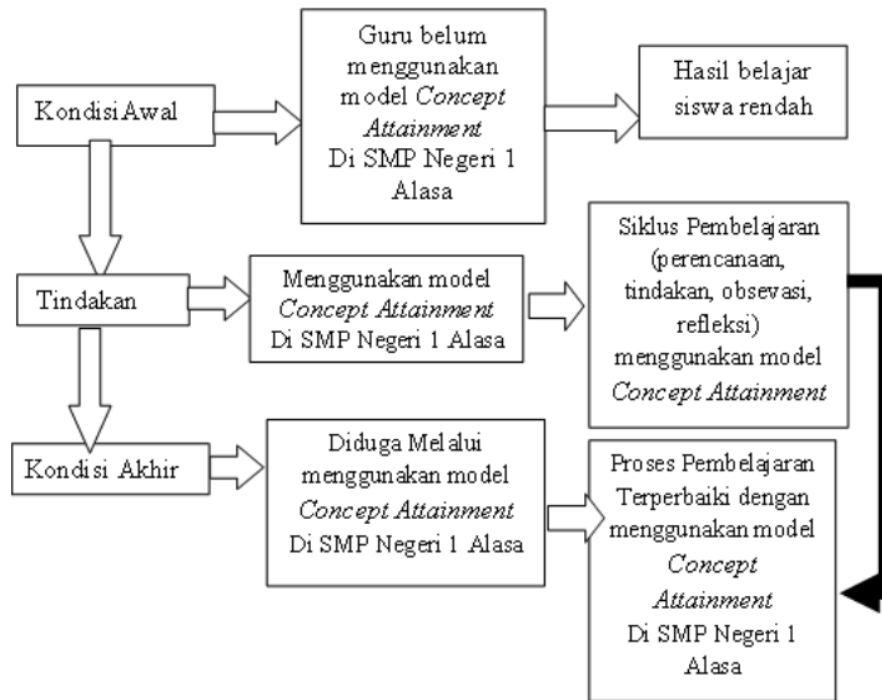 Kondisi Awal
Guru belum
menggunakan
model Concept
Attainment
Di SMP Negeri 1
Alasa
Hasil belajar
siswa rendah
Tindakan
Menggunakan model
Concept Attainment
Di SMP Negeri 1 Alasa
Siklus Pembelajaran
(perencanaan,
tindakan, obsevasi,
refleksi)
menggunakan model
Concept Attainment
Kondisi Akhir
Diduga Melalui
menggunakan model
Concept Attainment
Di SMP Negeri 1 Alasa
Proses Pembelajaran
Terperbaiki dengan
menggunakan model
Concept
Attainment
Di SMP Negeri 1
Alasa